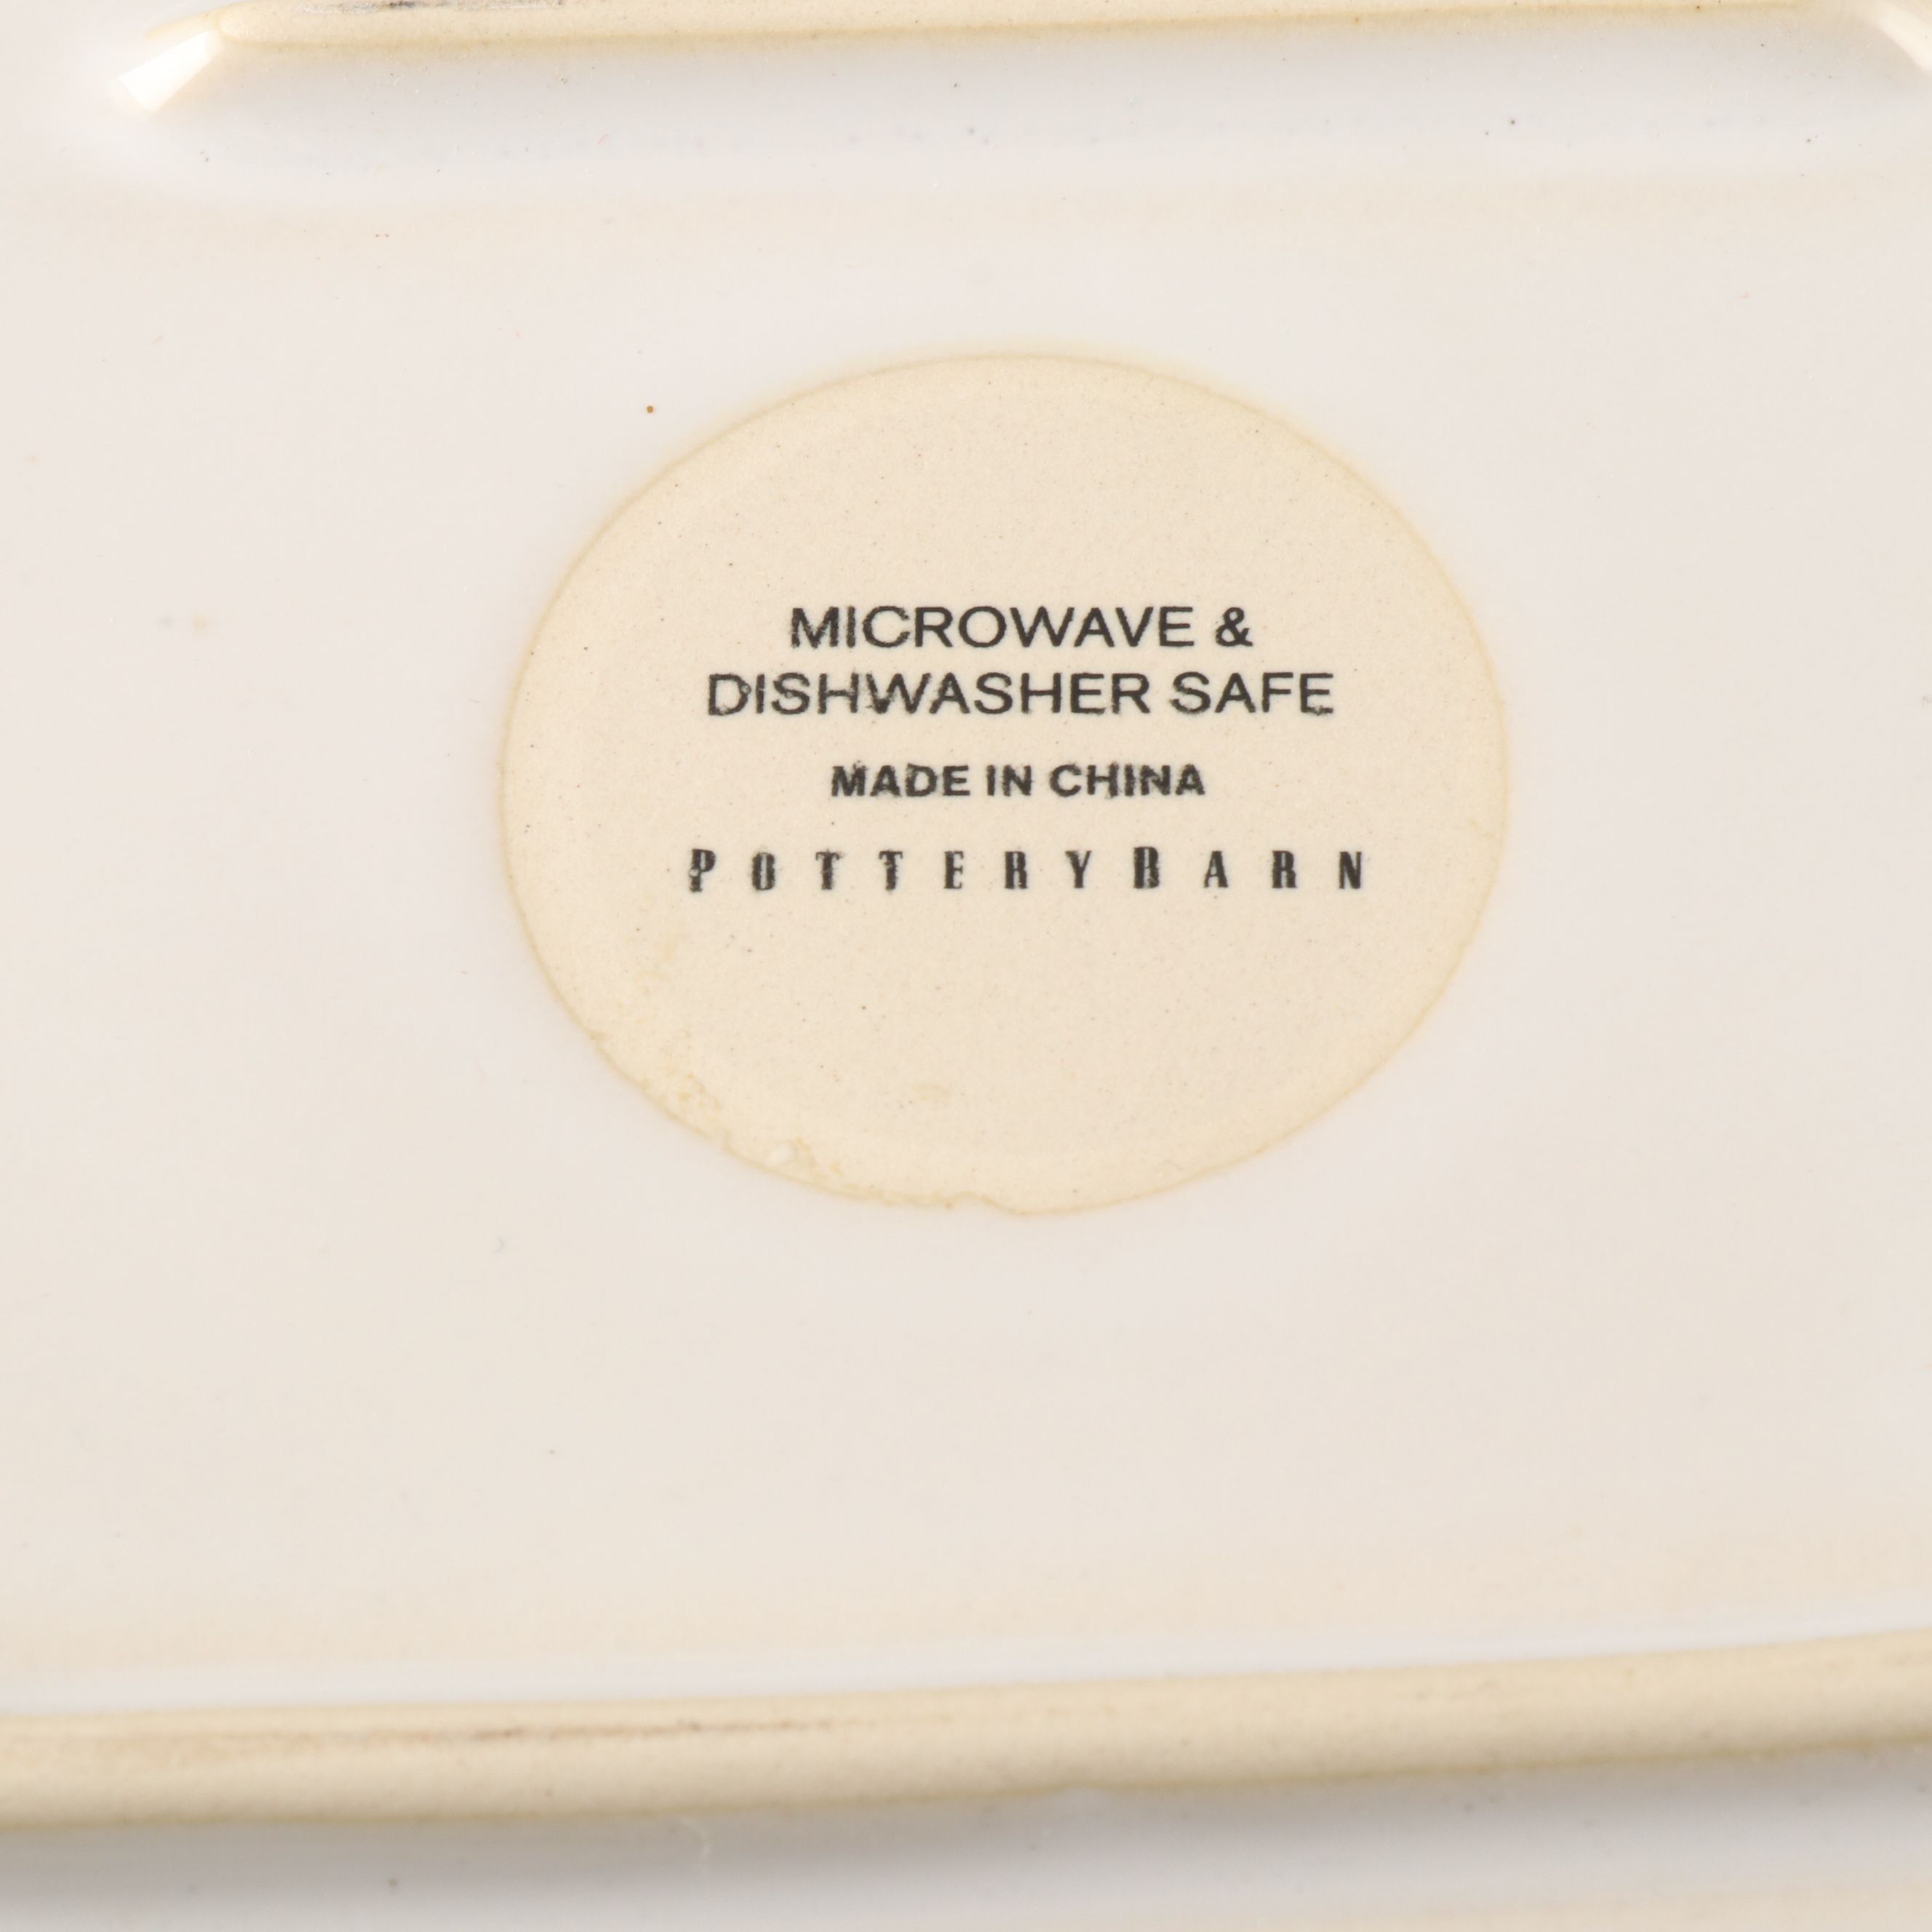 MICROWAVE &
DISHWASHER SAFE
MADE IN CHINA
POTTERYBARN